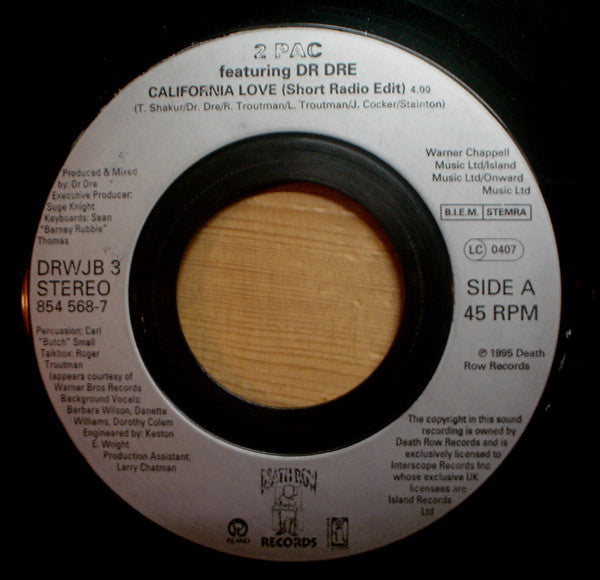 2 PAC
featuring DR DRE
CALIFORNIA LOVE (Short Radio Edit) 4.00
(T. Shakur/Dr. Dre/R. Troutman/L. Troutman/J. Cocker/Stainton)
Warner Chappell
Music Ltd/Island
Music Ltd/Onward
Music Ltd
B.I.E.M. STEMRA
LC 0407
SIDE A
45 RPM
℗ 1995 Death
Row Records
Produced & Mixed
by: Dr Dre
Executive Producer:
Suge Knight
Keyboards: Sean
"Barney Rubble"
Thomas
DRWJB 3
STEREO
854 568-7
Percussion: Carl
"Butch" Small
Talkbox: Roger
Troutman
(appears courtesy of
Warner Bros Records
Background Vocals:
Barbara Wilson, Danette
Williams, Dorothy Colem
Engineered by: Keston
E. Wright
Production Assistant:
Larry Chatman
The copyright in this sound
recording is owned by
Death Row Records and is
exclusively licensed to
Interscope Records Inc
whose exclusive UK
licensees are
Island Records
Ltd
ISLAND
DEATH ROW
RECORDS